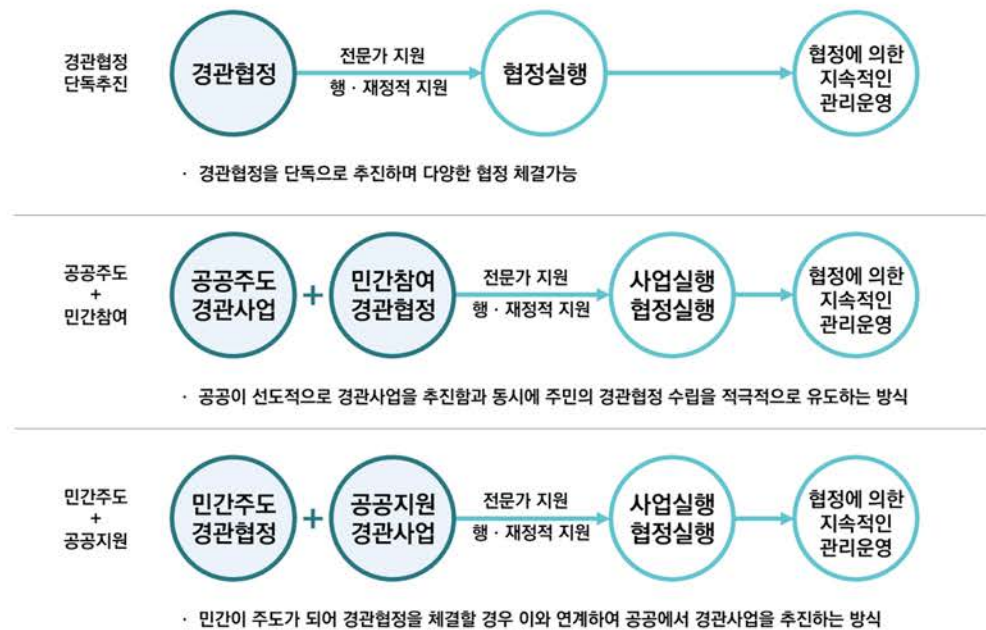 경관협정
단독추진
경관협정
전문가 지원
행 · 재정적 지원
협정실행
협정에 의한
지속적인
관리운영
· 경관협정을 단독으로 추진하며 다양한 협정 체결가능
공공주도
+
민간참여
공공주도
경관사업
+
민간참여
경관협정
전문가 지원
행 · 재정적 지원
사업실행
협정실행
협정에 의한
지속적인
관리운영
· 공공이 선도적으로 경관사업을 추진함과 동시에 주민의 경관협정 수립을 적극적으로 유도하는 방식
민간주도
+
공공지원
민간주도
경관협정
+
공공지원
경관사업
전문가 지원
행 · 재정적 지원
사업실행
협정실행
협정에 의한
지속적인
관리운영
· 민간이 주도가 되어 경관협정을 체결할 경우 이와 연계하여 공공에서 경관사업을 추진하는 방식